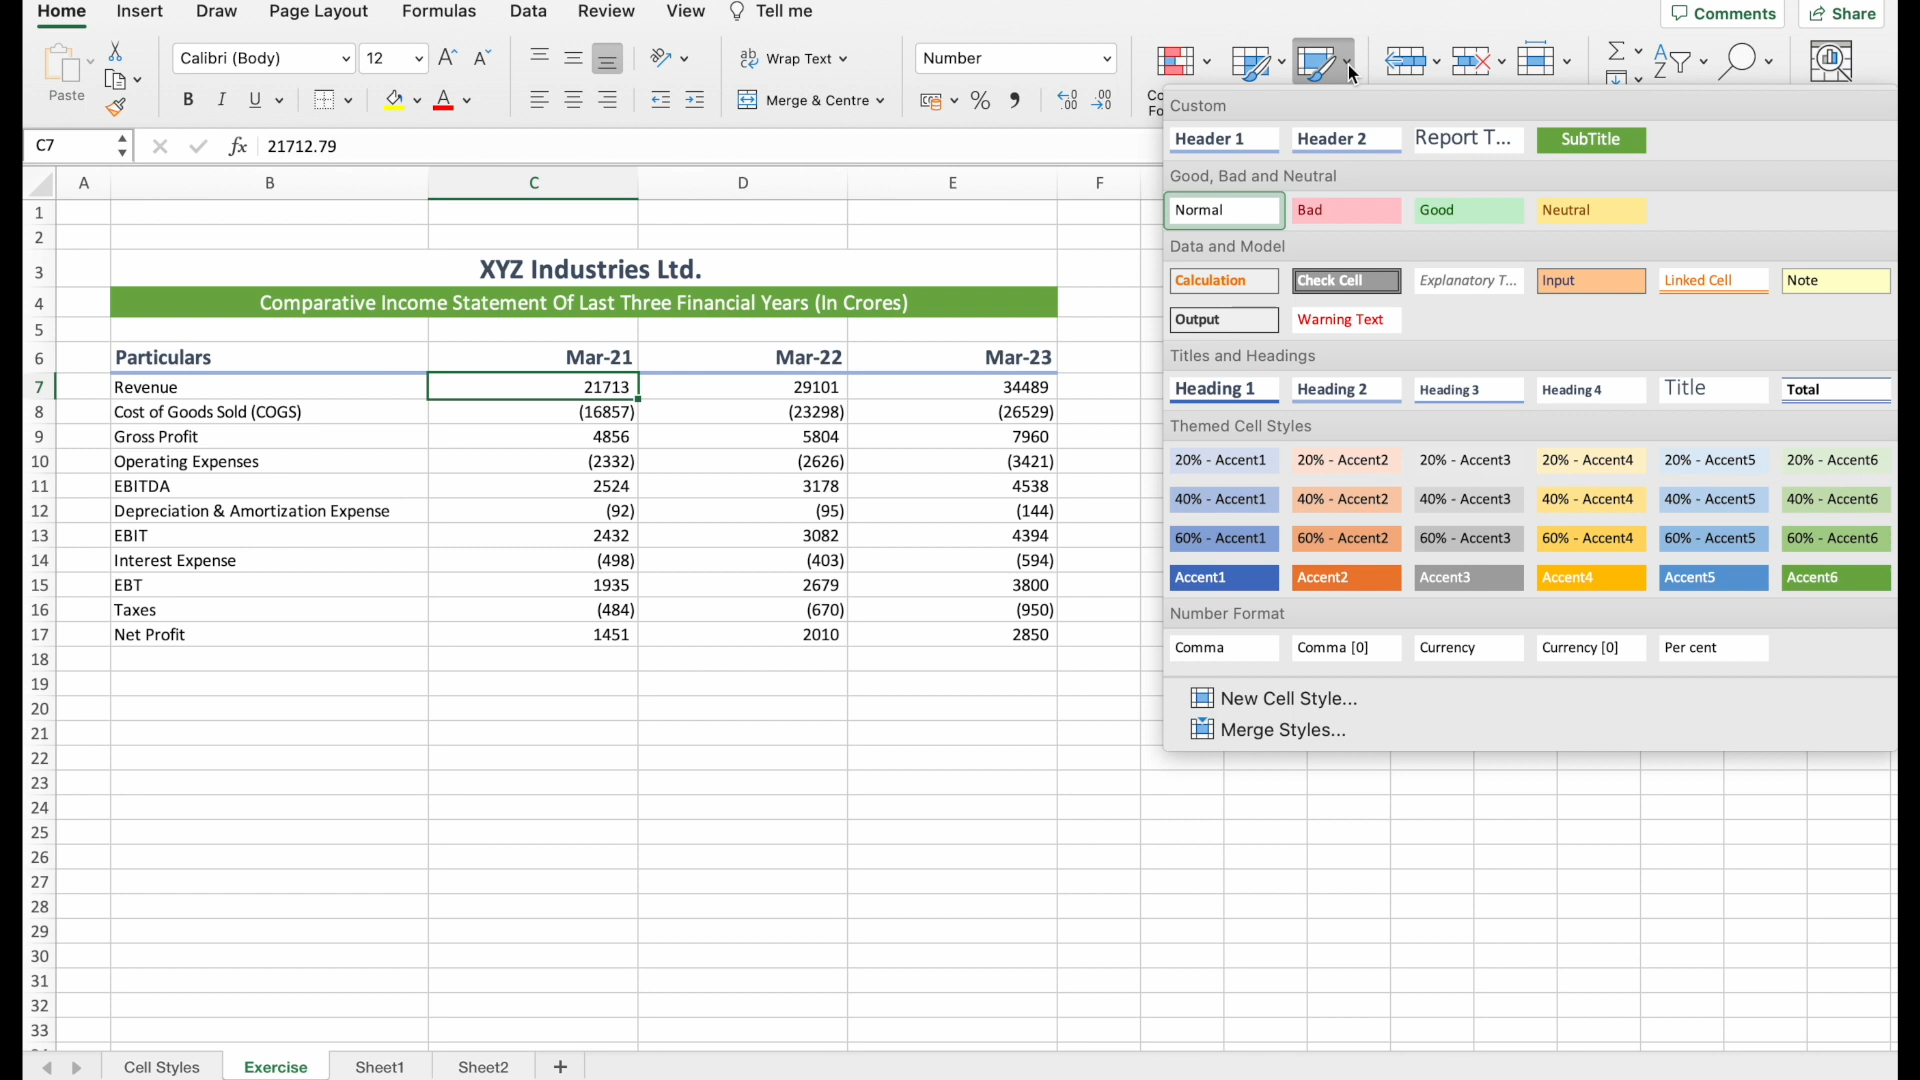 Home Insert Draw Page Layout Formulas Data Review View Tell me Comments Share
Calibri (Body) 12 Wrap Text Number
Paste B I U Merge & Centre
C7 fx 21712.79
A B C D E F
1
2
3 XYZ Industries Ltd.
4 Comparative Income Statement Of Last Three Financial Years (In Crores)
5
6 Particulars Mar-21 Mar-22 Mar-23
7 Revenue 21713 29101 34489
8 Cost of Goods Sold (COGS) (16857) (23298) (26529)
9 Gross Profit 4856 5804 7960
10 Operating Expenses (2332) (2626) (3421)
11 EBITDA 2524 3178 4538
12 Depreciation & Amortization Expense (92) (95) (144)
13 EBIT 2432 3082 4394
14 Interest Expense (498) (403) (594)
15 EBT 1935 2679 3800
16 Taxes (484) (670) (950)
17 Net Profit 1451 2010 2850
18
19
20
21
22
23
24
25
26
27
28
29
30
31
32
33
Custom
Header 1 Header 2 Report T... SubTitle
Good, Bad and Neutral
Normal Bad Good Neutral
Data and Model
Calculation Check Cell Explanatory T... Input Linked Cell Note
Output Warning Text
Titles and Headings
Heading 1 Heading 2 Heading 3 Heading 4 Title Total
Themed Cell Styles
20% - Accent1 20% - Accent2 20% - Accent3 20% - Accent4 20% - Accent5 20% - Accent6
40% - Accent1 40% - Accent2 40% - Accent3 40% - Accent4 40% - Accent5 40% - Accent6
60% - Accent1 60% - Accent2 60% - Accent3 60% - Accent4 60% - Accent5 60% - Accent6
Accent1 Accent2 Accent3 Accent4 Accent5 Accent6
Number Format
Comma Comma [0] Currency Currency [0] Per cent
New Cell Style...
Merge Styles...
Cell Styles Exercise Sheet1 Sheet2 +